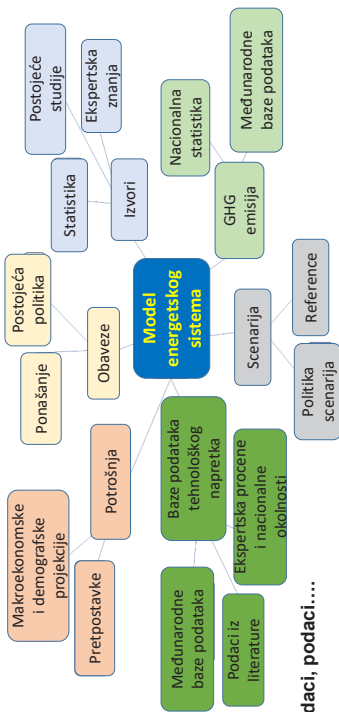 Makroekonomske
i demografske
projekcije
Pretpostavke
Potrošnja
Ponašanje
Postojeća
politika
Obaveze
Statistika
Postojeće
studije
Ekspertska
znanja
Izvori
Model
energetskog
sistema
Međunarodne
baze podataka
Podaci iz
literature
Ekspertska procene
i nacionalne
okolnosti
Baze podataka
tehnološkog
napretka
Politika
scenarija
Reference
Scenarija
GHG
emisija
Nacionalna
statistika
Međunarodne
baze podataka
daci, podaci....